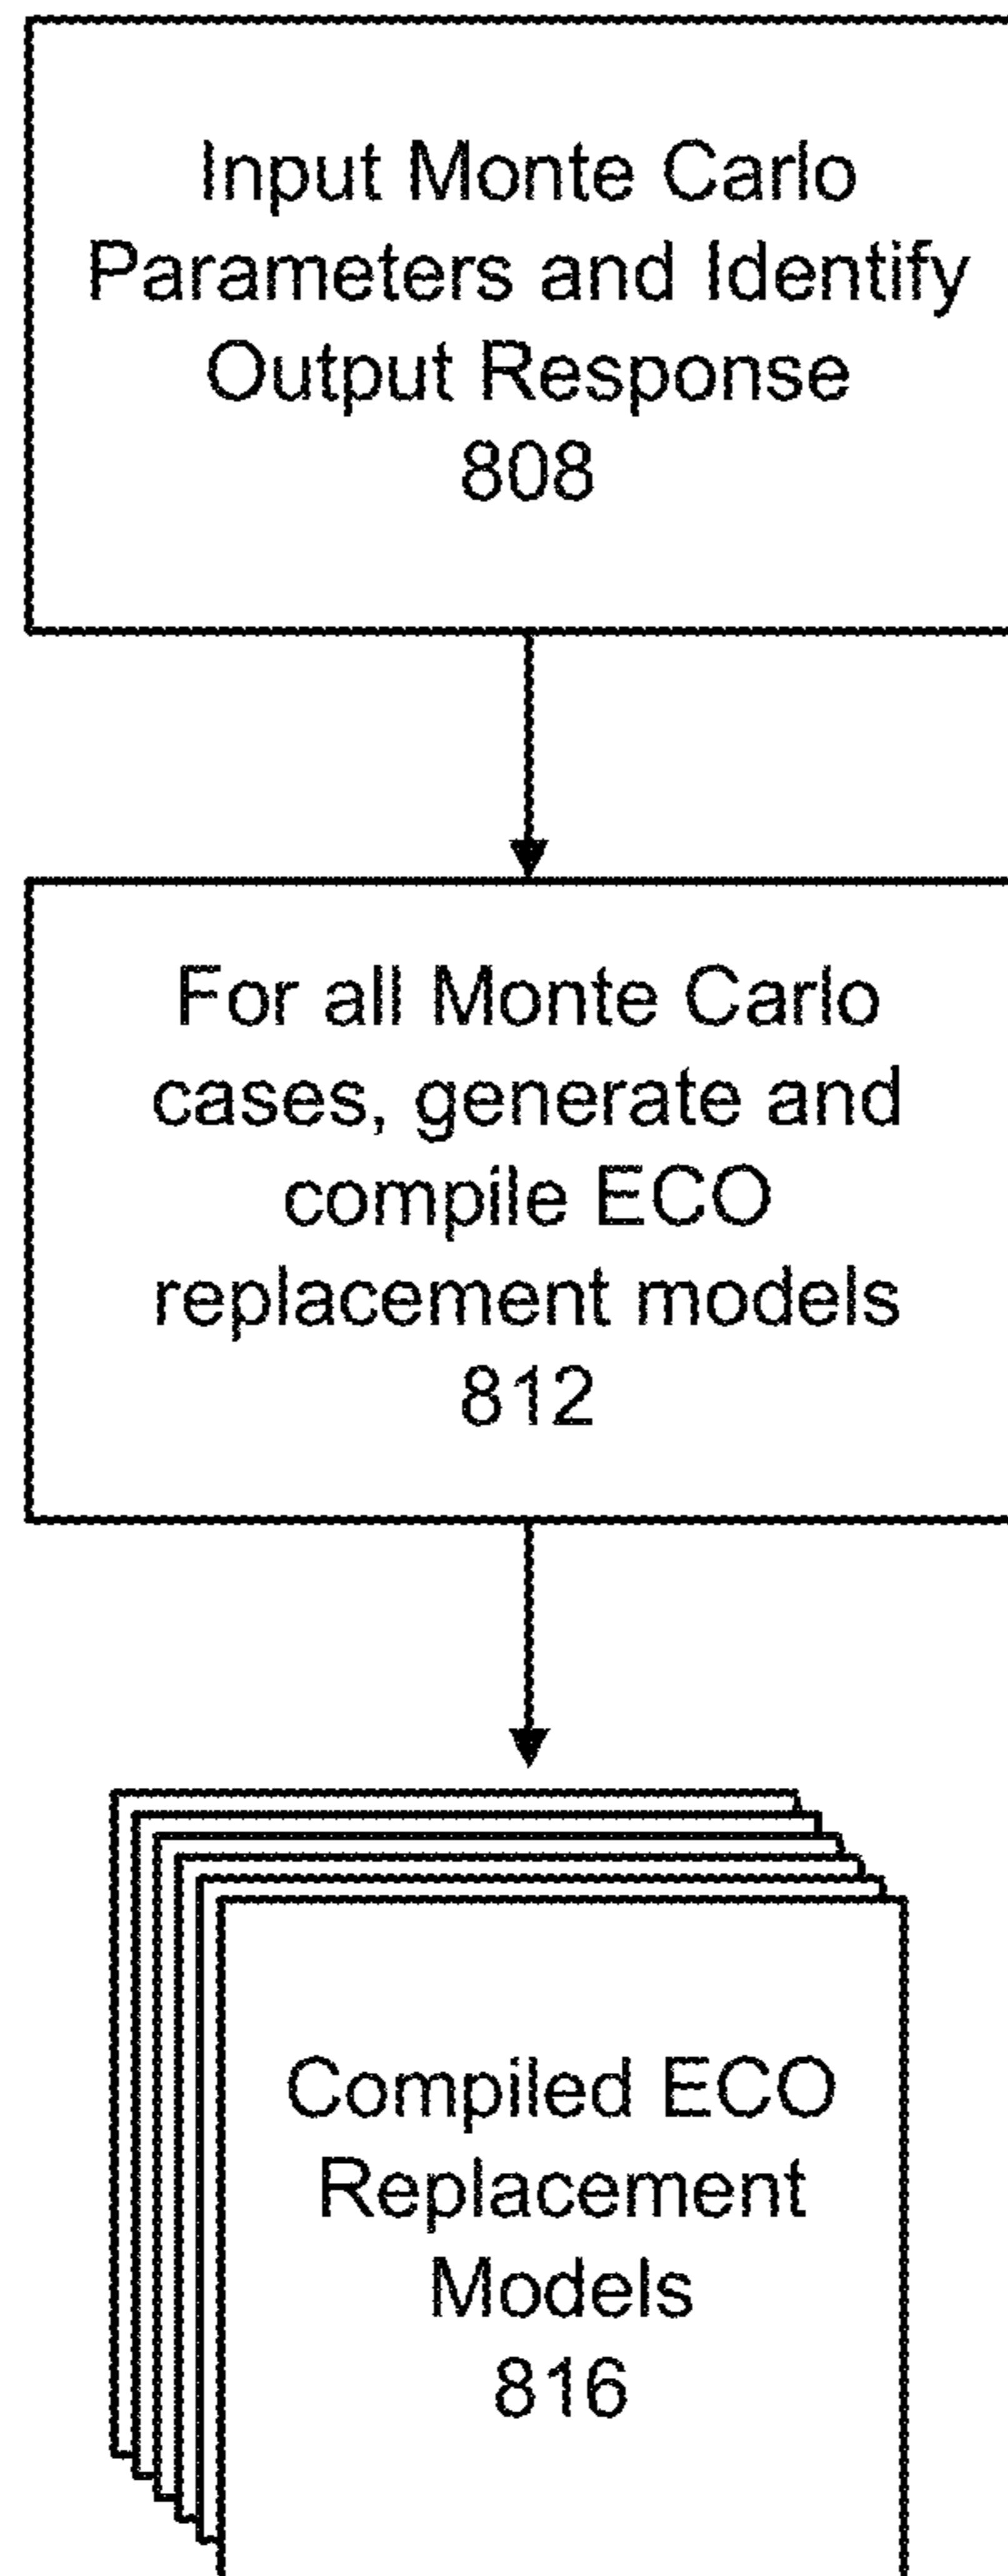 Input Monte Carlo
Parameters and Identify
Output Response
808
For all Monte Carlo
cases, generate and
compile ECO
replacement models
812
Compiled ECO
Replacement
Models
816